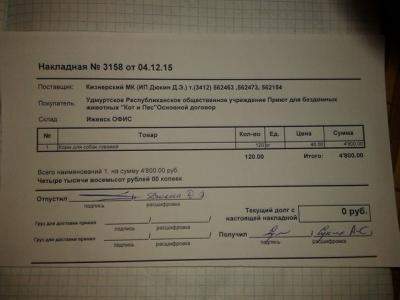 Накладная № 3158 от 04.12.15
Поставщик: Кизнерский МК (ИП Дюкин Д.Э.) т.(3412) 562463 ,562473, 562154
Покупатель: Удмуртское Республиканское общественное учреждение Приют для бездомных
животных "Кот и Пес"Основной договор
Склад Ижевск ОФИС
№ Товар Кол-во Ед. Цена Сумма
1 Корм для собак говяжий 120 кг 40.00 4'800.00
120.00 Итого: 4'800.00
Всего наименований 1, на сумму 4'800.00 руб.
Четыре тысячи восемьсот рублей 00 копеек
Отпустил
подпись расшифровка
Груз для доставки принял
подпись расшифровка
Груз для доставки принял
подпись расшифровка
Текущий долг с
настоящей накладной 0 руб.
Получил
подпись расшифровка